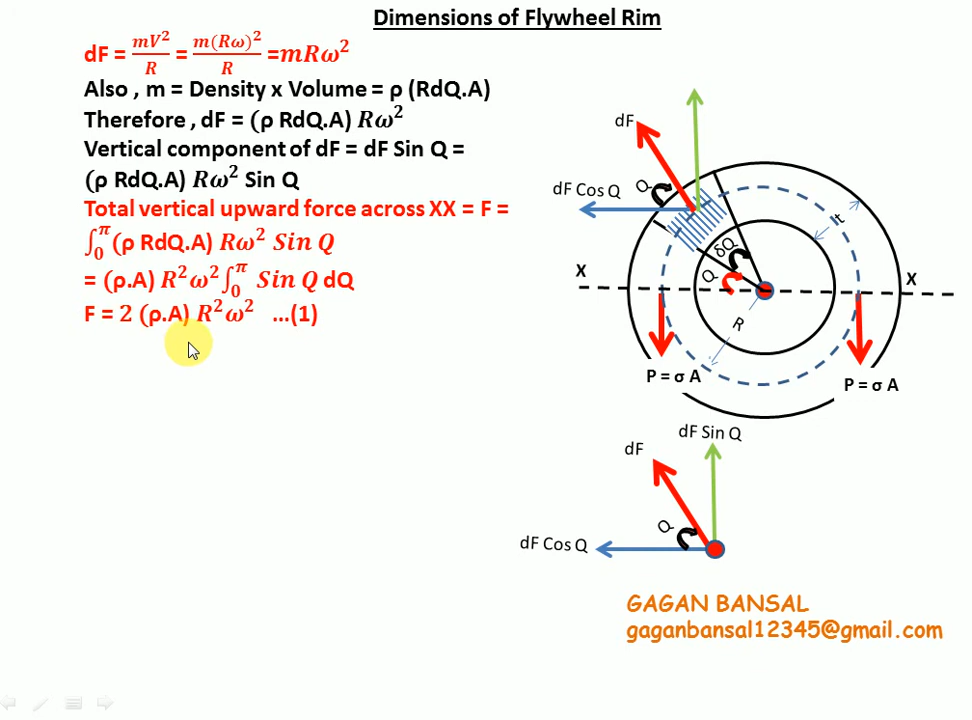 Dimensions of Flywheel Rim
dF = mV²/R = m(Rω)²/R =mRω²
Also , m = Density x Volume = ρ (RdQ.A)
Therefore , dF = (ρ RdQ.A) Rω²
Vertical component of dF = dF Sin Q =
(ρ RdQ.A) Rω² Sin Q
Total vertical upward force across XX = F =
∫₀^π (ρ RdQ.A) Rω² Sin Q
= (ρ.A) R²ω² ∫₀^π Sin Q dQ
F = 2 (ρ.A) R²ω² ...(1)
dF
Q
dF Cos Q
t
δQ
Q
X
X
R
P = σ A
P = σ A
dF Sin Q
dF
Q
dF Cos Q
GAGAN BANSAL
gaganbansal12345@gmail.com